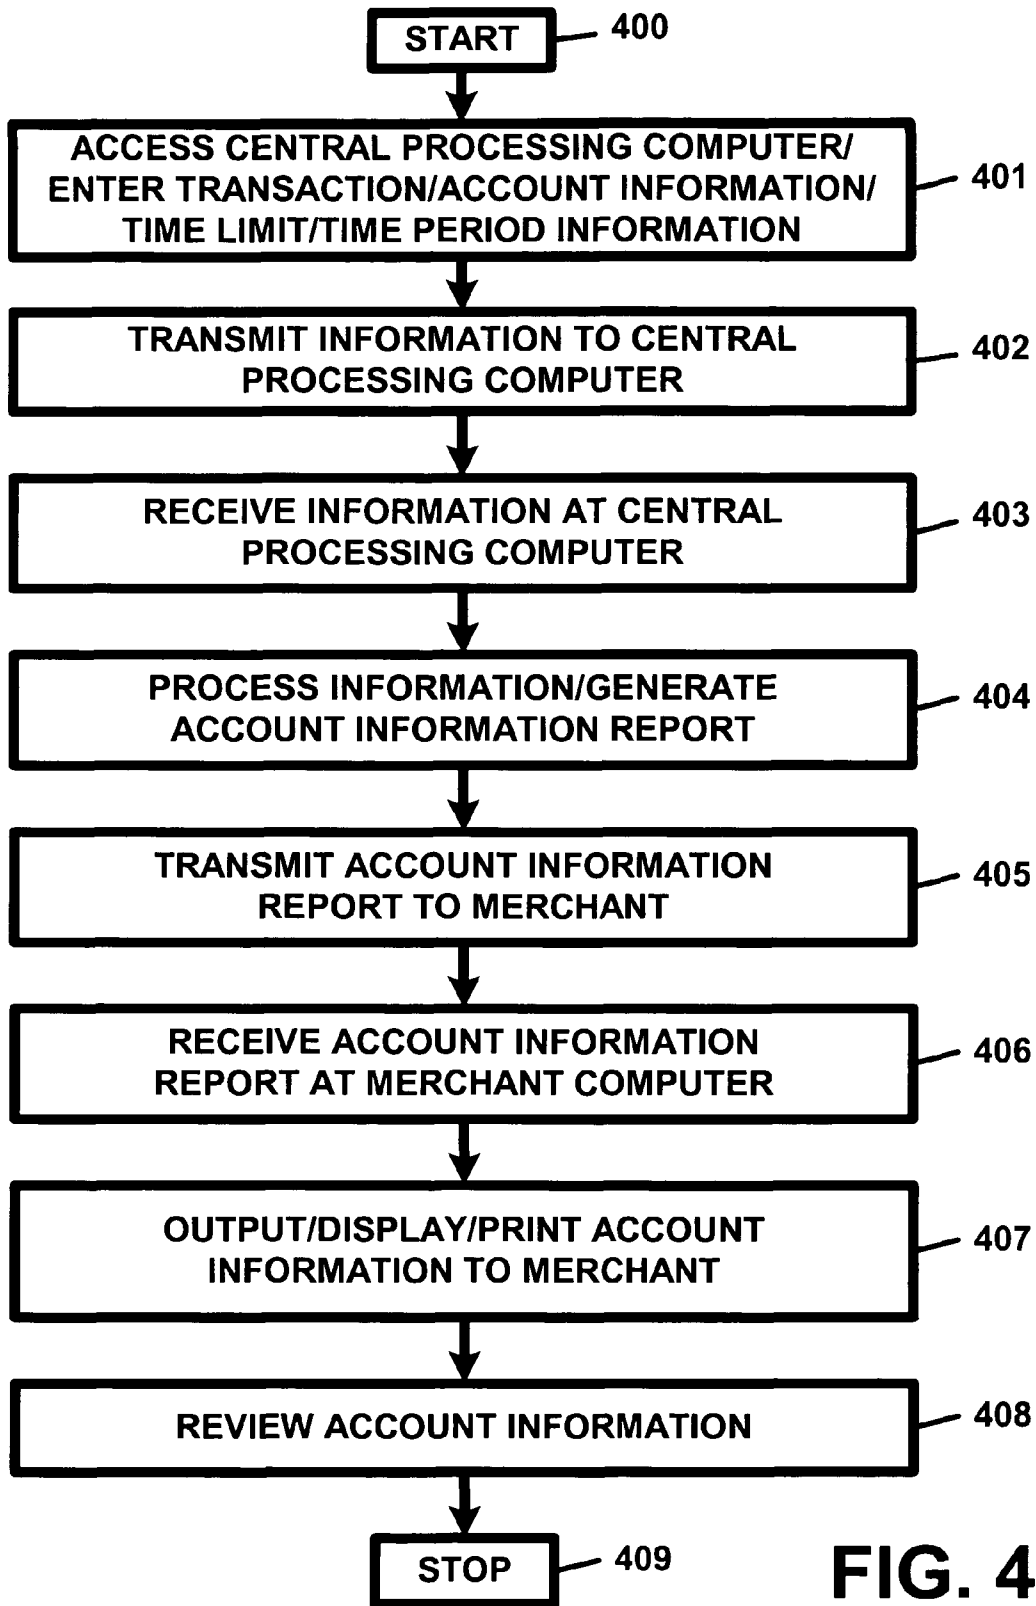 START
400
ACCESS CENTRAL PROCESSING COMPUTER/
ENTER TRANSACTION/ACCOUNT INFORMATION/
TIME LIMIT/TIME PERIOD INFORMATION
401
TRANSMIT INFORMATION TO CENTRAL
PROCESSING COMPUTER
402
RECEIVE INFORMATION AT CENTRAL
PROCESSING COMPUTER
403
PROCESS INFORMATION/GENERATE
ACCOUNT INFORMATION REPORT
404
TRANSMIT ACCOUNT INFORMATION
REPORT TO MERCHANT
405
RECEIVE ACCOUNT INFORMATION
REPORT AT MERCHANT COMPUTER
406
OUTPUT/DISPLAY/PRINT ACCOUNT
INFORMATION TO MERCHANT
407
REVIEW ACCOUNT INFORMATION
408
STOP
409
FIG. 4